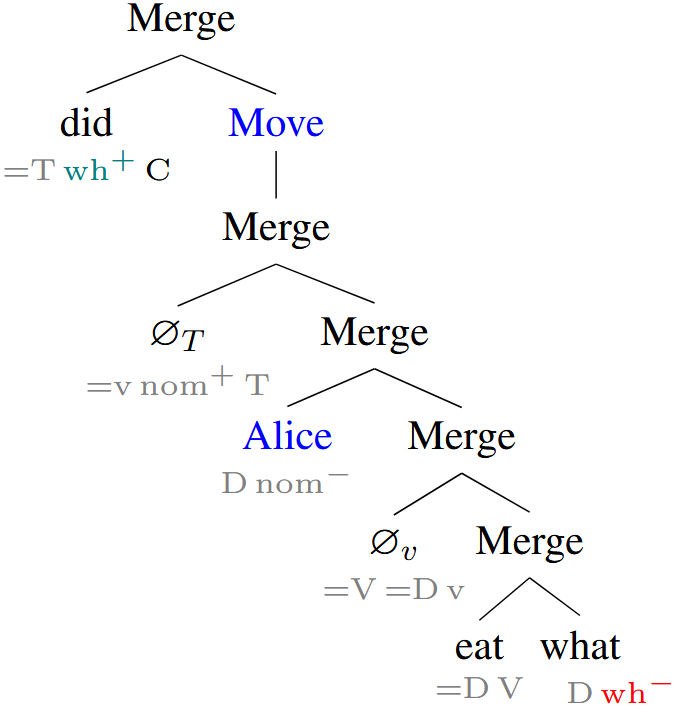 Merge
did Move
=T wh⁺ C
Merge
∅T Merge
=v nom⁺ T
Alice Merge
D nom⁻
∅v Merge
=V =D v
eat what
=D V D wh⁻